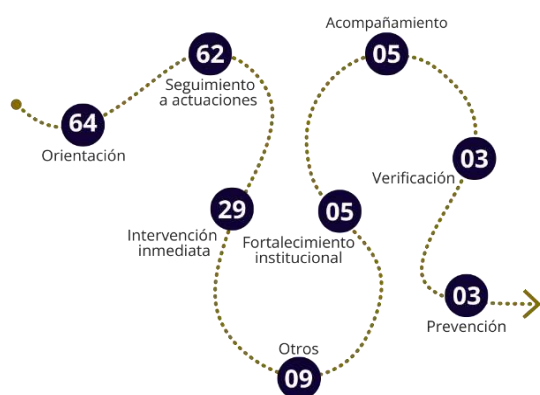 64
Orientación
62
Seguimiento
a actuaciones
29
Intervención
inmediata
09
Otros
05
Fortalecimiento
institucional
05
Acompañamiento
03
Verificación
03
Prevención